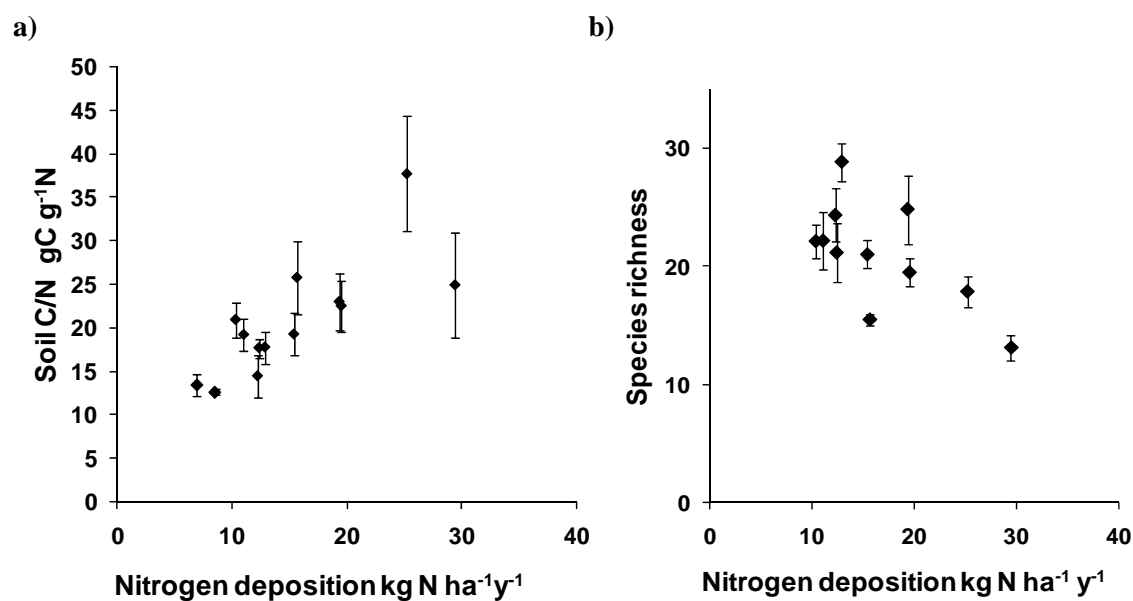 a)
50
45
40
35
30
25
20
15
10
5
0
0 10 20 30 40
Soil C/N gC g⁻¹N
Nitrogen deposition kg N ha⁻¹y⁻¹
b)
30
20
10
0
0 10 20 30 40
Species richness
Nitrogen deposition kg N ha⁻¹ y⁻¹